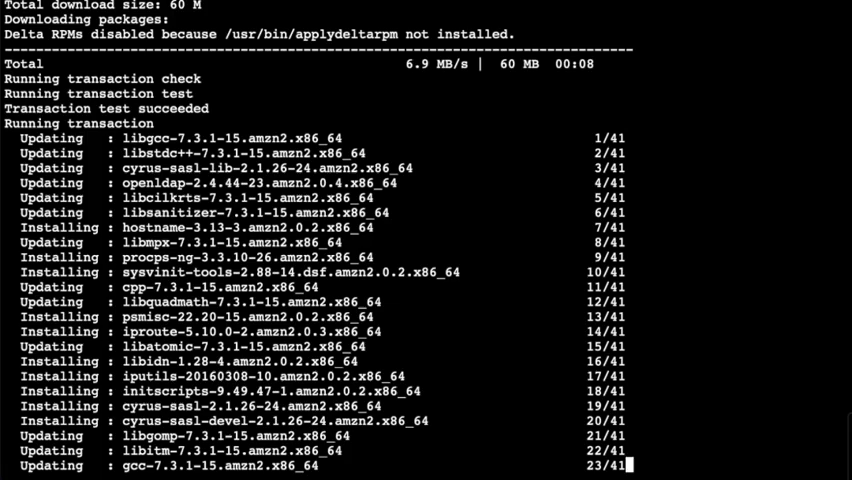 Total download size: 60 M
Downloading packages:
Delta RPMs disabled because /usr/bin/applydeltarpm not installed.
--------------------------------------------------------------------------------
Total 6.9 MB/s | 60 MB 00:08
Running transaction check
Running transaction test
Transaction test succeeded
Running transaction
Updating : libgcc-7.3.1-15.amzn2.x86_64 1/41
Updating : libstdc++-7.3.1-15.amzn2.x86_64 2/41
Updating : cyrus-sasl-lib-2.1.26-24.amzn2.x86_64 3/41
Updating : openldap-2.4.44-23.amzn2.0.4.x86_64 4/41
Updating : libcilkrts-7.3.1-15.amzn2.x86_64 5/41
Updating : libsanitizer-7.3.1-15.amzn2.x86_64 6/41
Installing : hostname-3.13-3.amzn2.0.2.x86_64 7/41
Updating : libmpx-7.3.1-15.amzn2.x86_64 8/41
Installing : procps-ng-3.3.10-26.amzn2.x86_64 9/41
Installing : sysvinit-tools-2.88-14.dsf.amzn2.0.2.x86_64 10/41
Updating : cpp-7.3.1-15.amzn2.x86_64 11/41
Updating : libquadmath-7.3.1-15.amzn2.x86_64 12/41
Installing : psmisc-22.20-15.amzn2.0.2.x86_64 13/41
Installing : iproute-5.10.0-2.amzn2.0.3.x86_64 14/41
Updating : libatomic-7.3.1-15.amzn2.x86_64 15/41
Installing : libidn-1.28-4.amzn2.0.2.x86_64 16/41
Installing : iputils-20160308-10.amzn2.0.2.x86_64 17/41
Installing : initscripts-9.49.47-1.amzn2.0.2.x86_64 18/41
Installing : cyrus-sasl-2.1.26-24.amzn2.x86_64 19/41
Installing : cyrus-sasl-devel-2.1.26-24.amzn2.x86_64 20/41
Updating : libgomp-7.3.1-15.amzn2.x86_64 21/41
Updating : libitm-7.3.1-15.amzn2.x86_64 22/41
Updating : gcc-7.3.1-15.amzn2.x86_64 23/41